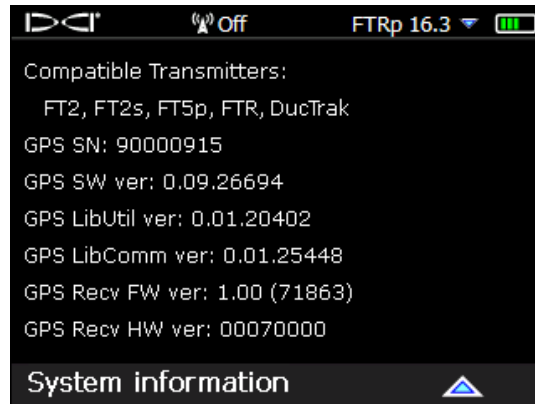 Off FTRp 16.3
Compatible Transmitters:
FT2, FT2s, FT5p, FTR, DucTrak
GPS SN: 90000915
GPS SW ver: 0.09.26694
GPS LibUtil ver: 0.01.20402
GPS LibComm ver: 0.01.25448
GPS Recv FW ver: 1.00 (71863)
GPS Recv HW ver: 00070000
System information